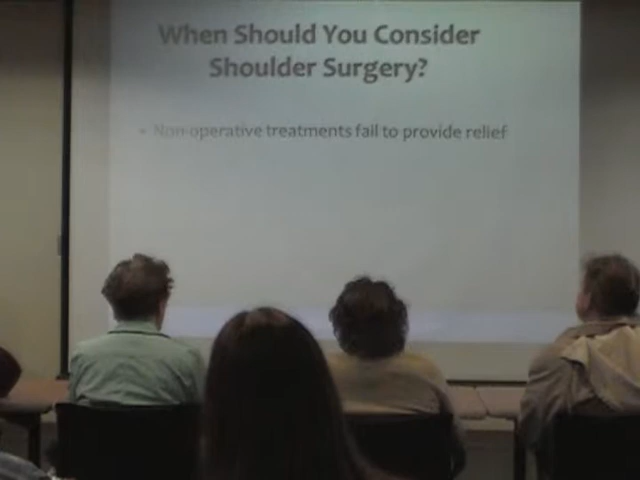 When Should You Consider
Shoulder Surgery?
• Non-operative treatments fail to provide relief